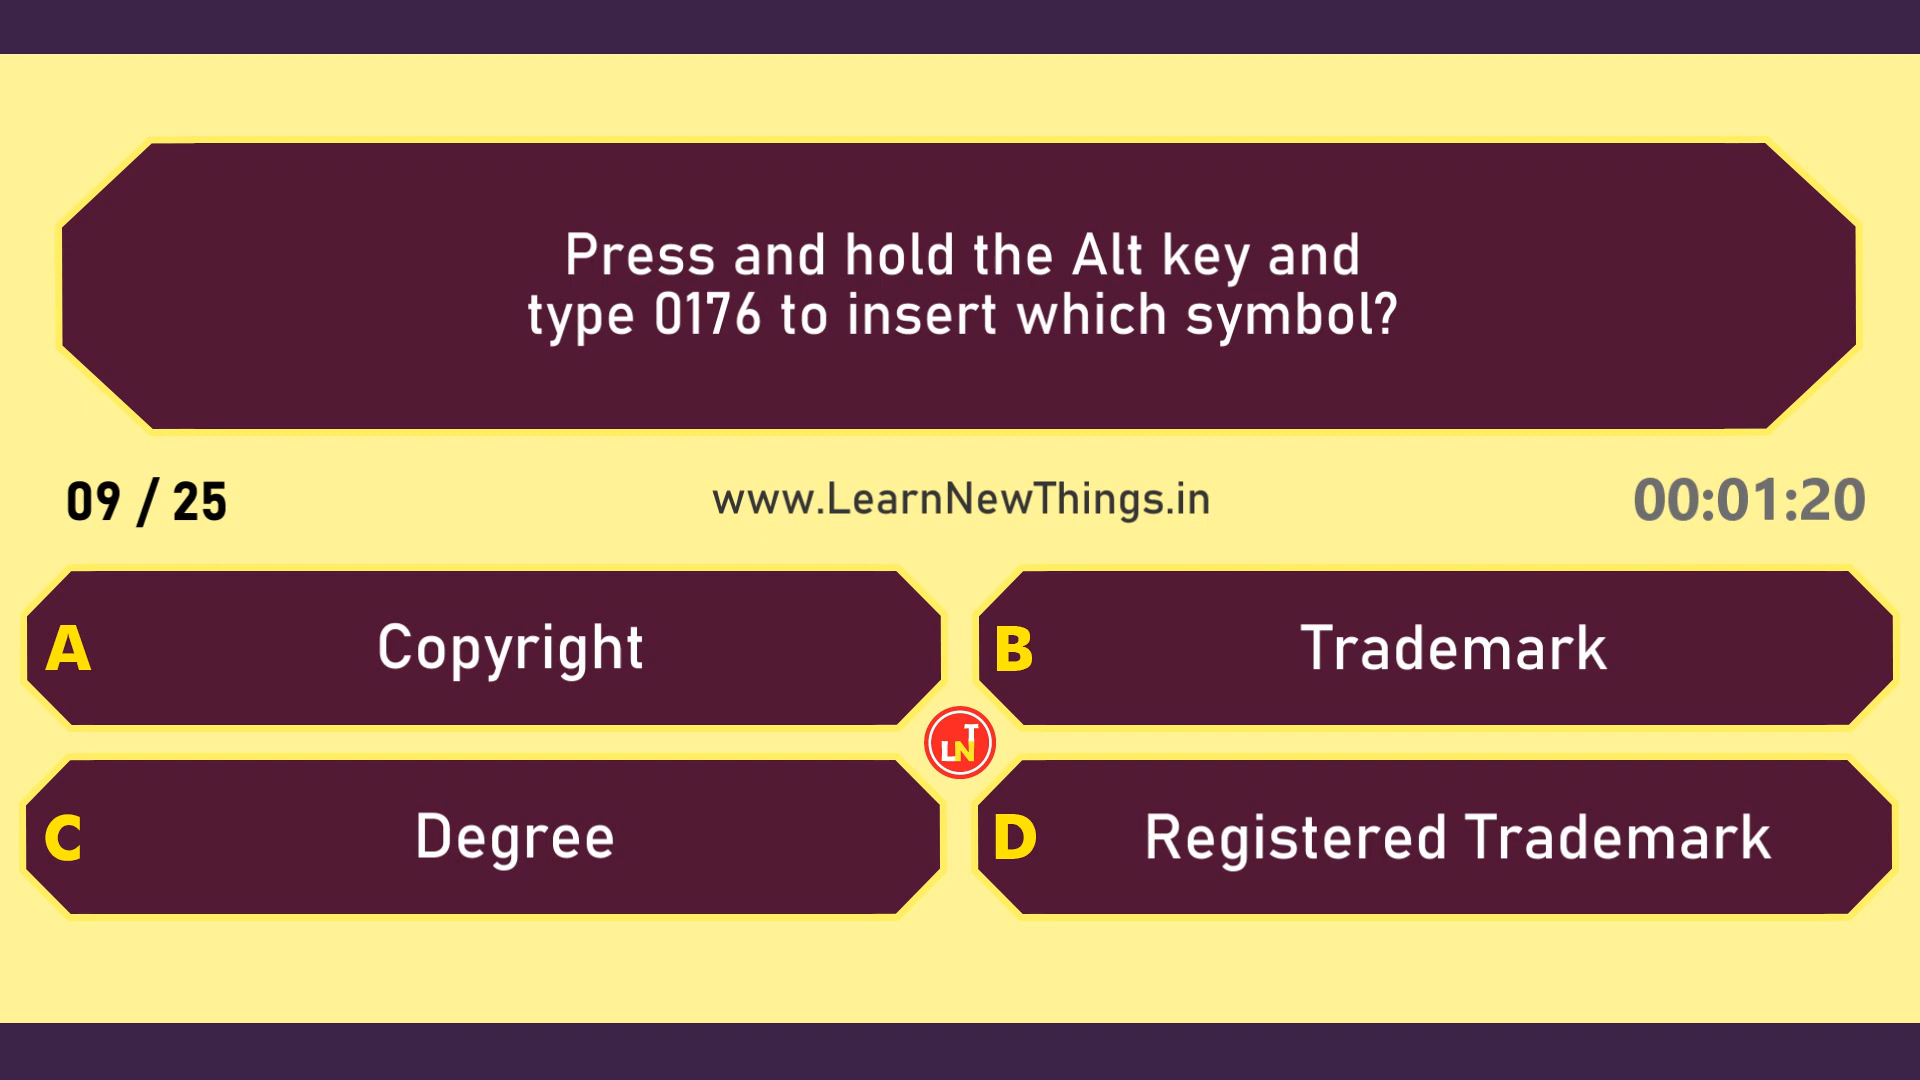 Press and hold the Alt key and
type 0176 to insert which symbol?
09 / 25
www.LearnNewThings.in
00:01:20
A Copyright
B Trademark
LNT
C Degree
D Registered Trademark